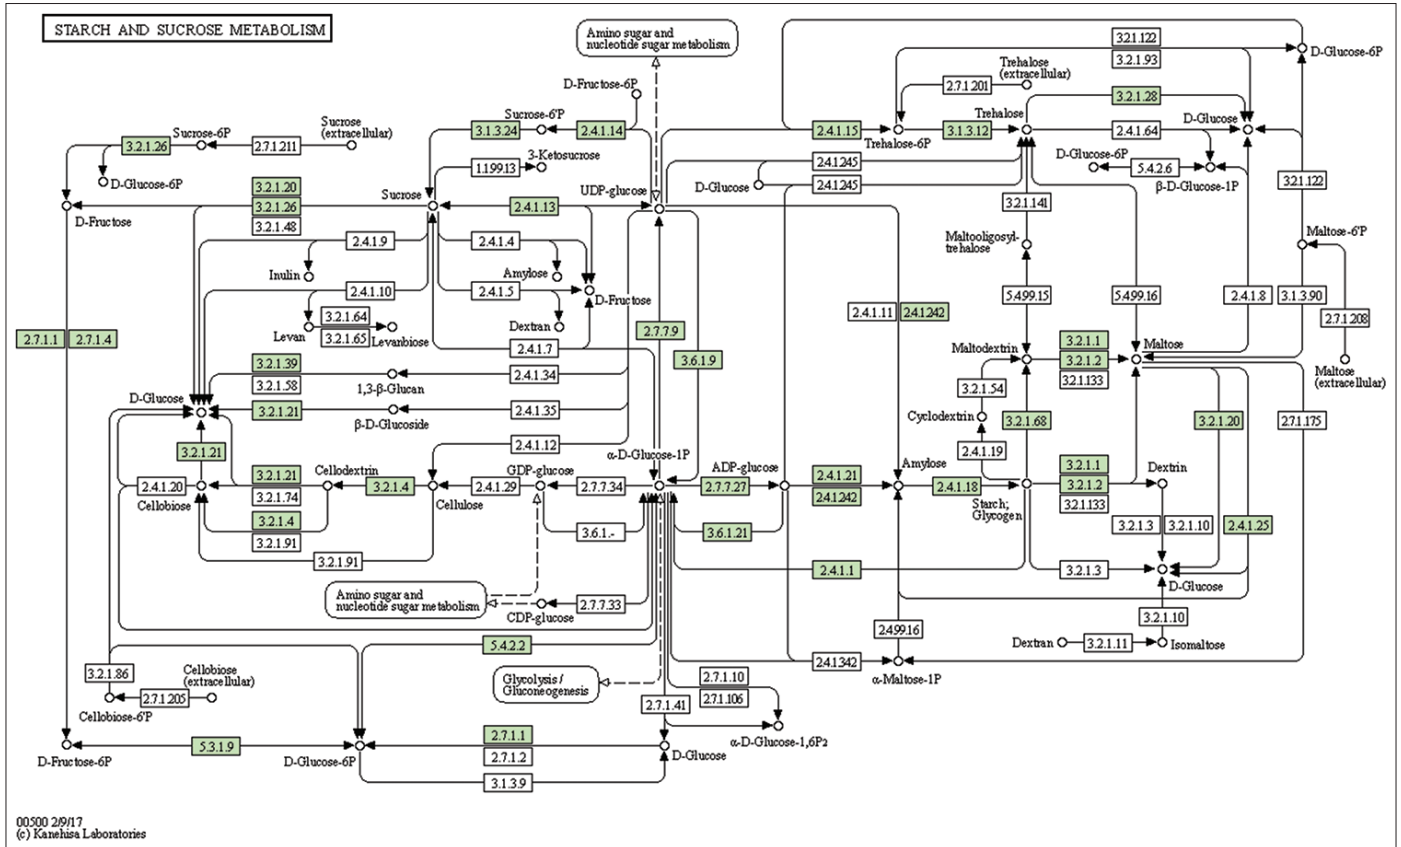 STARCH AND SUCROSE METABOLISM
Amino sugar and
nucleotide sugar metabolism
3.2.1.122
3.2.1.93
D-Glucose-6P
D-Fructose-6P
2.7.1.201
Trehalose
(extracellular)
Sucrose-6'P
3.1.3.24
2.4.1.14
2.4.1.15
Trehalose-6P
3.1.3.12
Trehalose
3.2.1.28
2.4.1.64
D-Glucose
3.2.1.26
Sucrose-6P
2.7.1.211
Sucrose
(extracellular)
D-Glucose-6P
1.1.99.13
3-Ketosucrose
2.4.1.245
2.4.1.245
D-Glucose
D-Glucose-6P
5.4.2.6
β-D-Glucose-1P
3.2.1.122
3.2.1.20
3.2.1.26
3.2.1.48
D-Fructose
Sucrose
2.4.1.13
UDP-glucose
3.2.1.141
2.4.1.9
2.4.1.4
Maltooligosyl-
trehalose
Maltose-6'P
Inulin
Amylose
2.4.1.10
2.4.1.5
D-Fructose
5.4.99.15
5.4.99.16
2.4.1.8
3.1.3.90
2.7.1.208
Levan
3.2.1.64
3.2.1.65
Levanbiose
Dextran
2.4.1.11
2.4.1.242
2.7.1.1
2.7.1.4
2.7.7.9
2.4.1.7
3.6.1.9
Maltodextrin
3.2.1.1
3.2.1.2
3.2.1.133
Maltose
Maltose
(extracellular)
3.2.1.39
3.2.1.58
1,3-β-Glucan
2.4.1.34
3.2.1.54
D-Glucose
3.2.1.21
β-D-Glucoside
2.4.1.35
Cyclodextrin
3.2.1.68
3.2.1.20
2.7.1.175
3.2.1.21
2.4.1.12
2.4.1.19
α-D-Glucose-1P
2.4.1.20
Cellobiose
3.2.1.21
3.2.1.74
Cellodextrin
3.2.1.4
Cellulose
2.4.1.29
GDP-glucose
2.7.7.34
2.7.7.27
ADP-glucose
2.4.1.21
2.4.1.242
Amylose
2.4.1.18
Starch;
Glycogen
3.2.1.1
3.2.1.2
3.2.1.133
Dextrin
3.2.1.4
3.2.1.91
3.6.1.-
3.6.1.21
3.2.1.3
3.2.1.10
2.4.1.25
3.2.1.91
2.4.1.1
3.2.1.3
D-Glucose
Amino sugar and
nucleotide sugar metabolism
CDP-glucose
2.7.7.33
3.2.1.10
5.4.2.2
2.4.99.16
Dextran
3.2.1.11
Isomaltose
2.4.1.342
α-Maltose-1P
3.2.1.86
Cellobiose
(extracellular)
Glycolysis /
Gluconeogenesis
2.7.1.10
2.7.1.106
2.7.1.205
Cellobiose-6'P
2.7.1.41
α-D-Glucose-1,6P2
D-Fructose-6P
5.3.1.9
D-Glucose-6P
2.7.1.1
2.7.1.2
D-Glucose
3.1.3.9
00500 2/9/17
(c) Kanehisa Laboratories